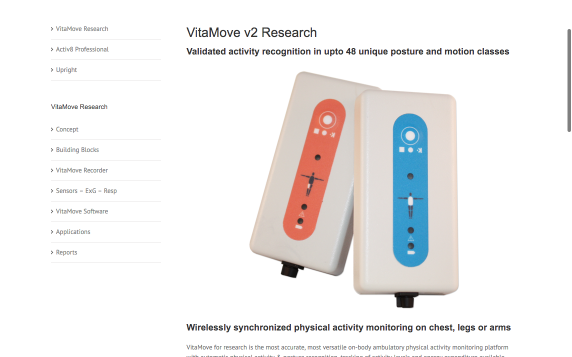 VitaMove Research
Activ8 Professional
Upright
VitaMove Research
Concept
Building Blocks
VitaMove Recorder
Sensors – ExG – Resp
VitaMove Software
Applications
Reports
VitaMove v2 Research
Validated activity recognition in upto 48 unique posture and motion classes
Wirelessly synchronized physical activity monitoring on chest, legs or arms
VitaMove for research is the most accurate, most versatile on-body ambulatory physical activity monitoring platform